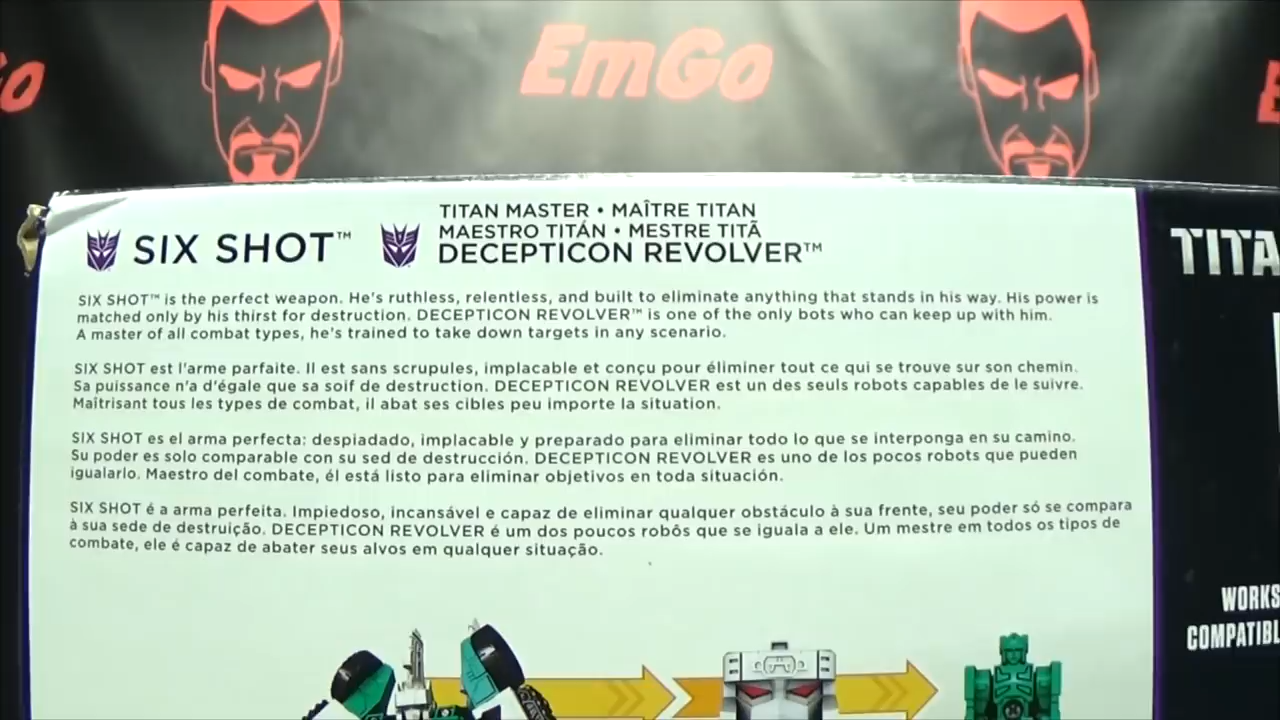 EmGo
TITAN MASTER • MAÎTRE TITAN
MAESTRO TITÁN • MESTRE TITÃ
SIX SHOT™ DECEPTICON REVOLVER™
SIX SHOT™ is the perfect weapon. He's ruthless, relentless, and built to eliminate anything that stands in his way. His power is
matched only by his thirst for destruction. DECEPTICON REVOLVER™ is one of the only bots who can keep up with him.
A master of all combat types, he's trained to take down targets in any scenario.
SIX SHOT est l'arme parfaite. Il est sans scrupules, implacable et conçu pour éliminer tout ce qui se trouve sur son chemin.
Sa puissance n'a d'égale que sa soif de destruction. DECEPTICON REVOLVER est un des seuls robots capables de le suivre.
Maîtrisant tous les types de combat, il abat ses cibles peu importe la situation.
SIX SHOT es el arma perfecta: despiadado, implacable y preparado para eliminar todo lo que se interponga en su camino.
Su poder es solo comparable con su sed de destrucción. DECEPTICON REVOLVER es uno de los pocos robots que pueden
igualarlo. Maestro del combate, él está listo para eliminar objetivos en toda situación.
SIX SHOT é a arma perfeita. Impiedoso, incansável e capaz de eliminar qualquer obstáculo à sua frente, seu poder só se compara
à sua sede de destruição. DECEPTICON REVOLVER é um dos poucos robôs que se iguala a ele. Um mestre em todos os tipos de
combate, ele é capaz de abater seus alvos em qualquer situação.
TITA
WORKS
COMPATIBL